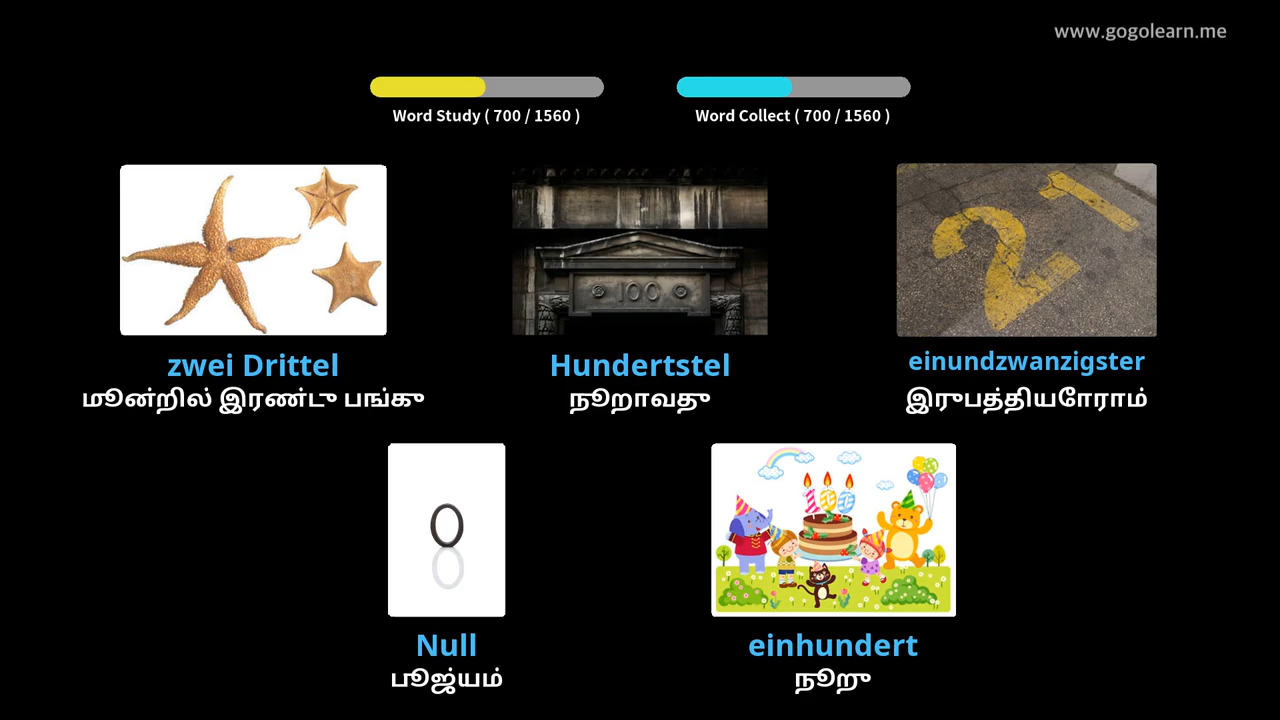 www.gogolearn.me
Word Study ( 700 / 1560 )
Word Collect ( 700 / 1560 )
100
21
zwei Drittel
Hundertstel
einundzwanzigster
மூன்றில் இரண்டு பங்கு
நூறாவது
இருபத்தியோராம்
0
100
Null
einhundert
பூஜ்யம்
நூறு